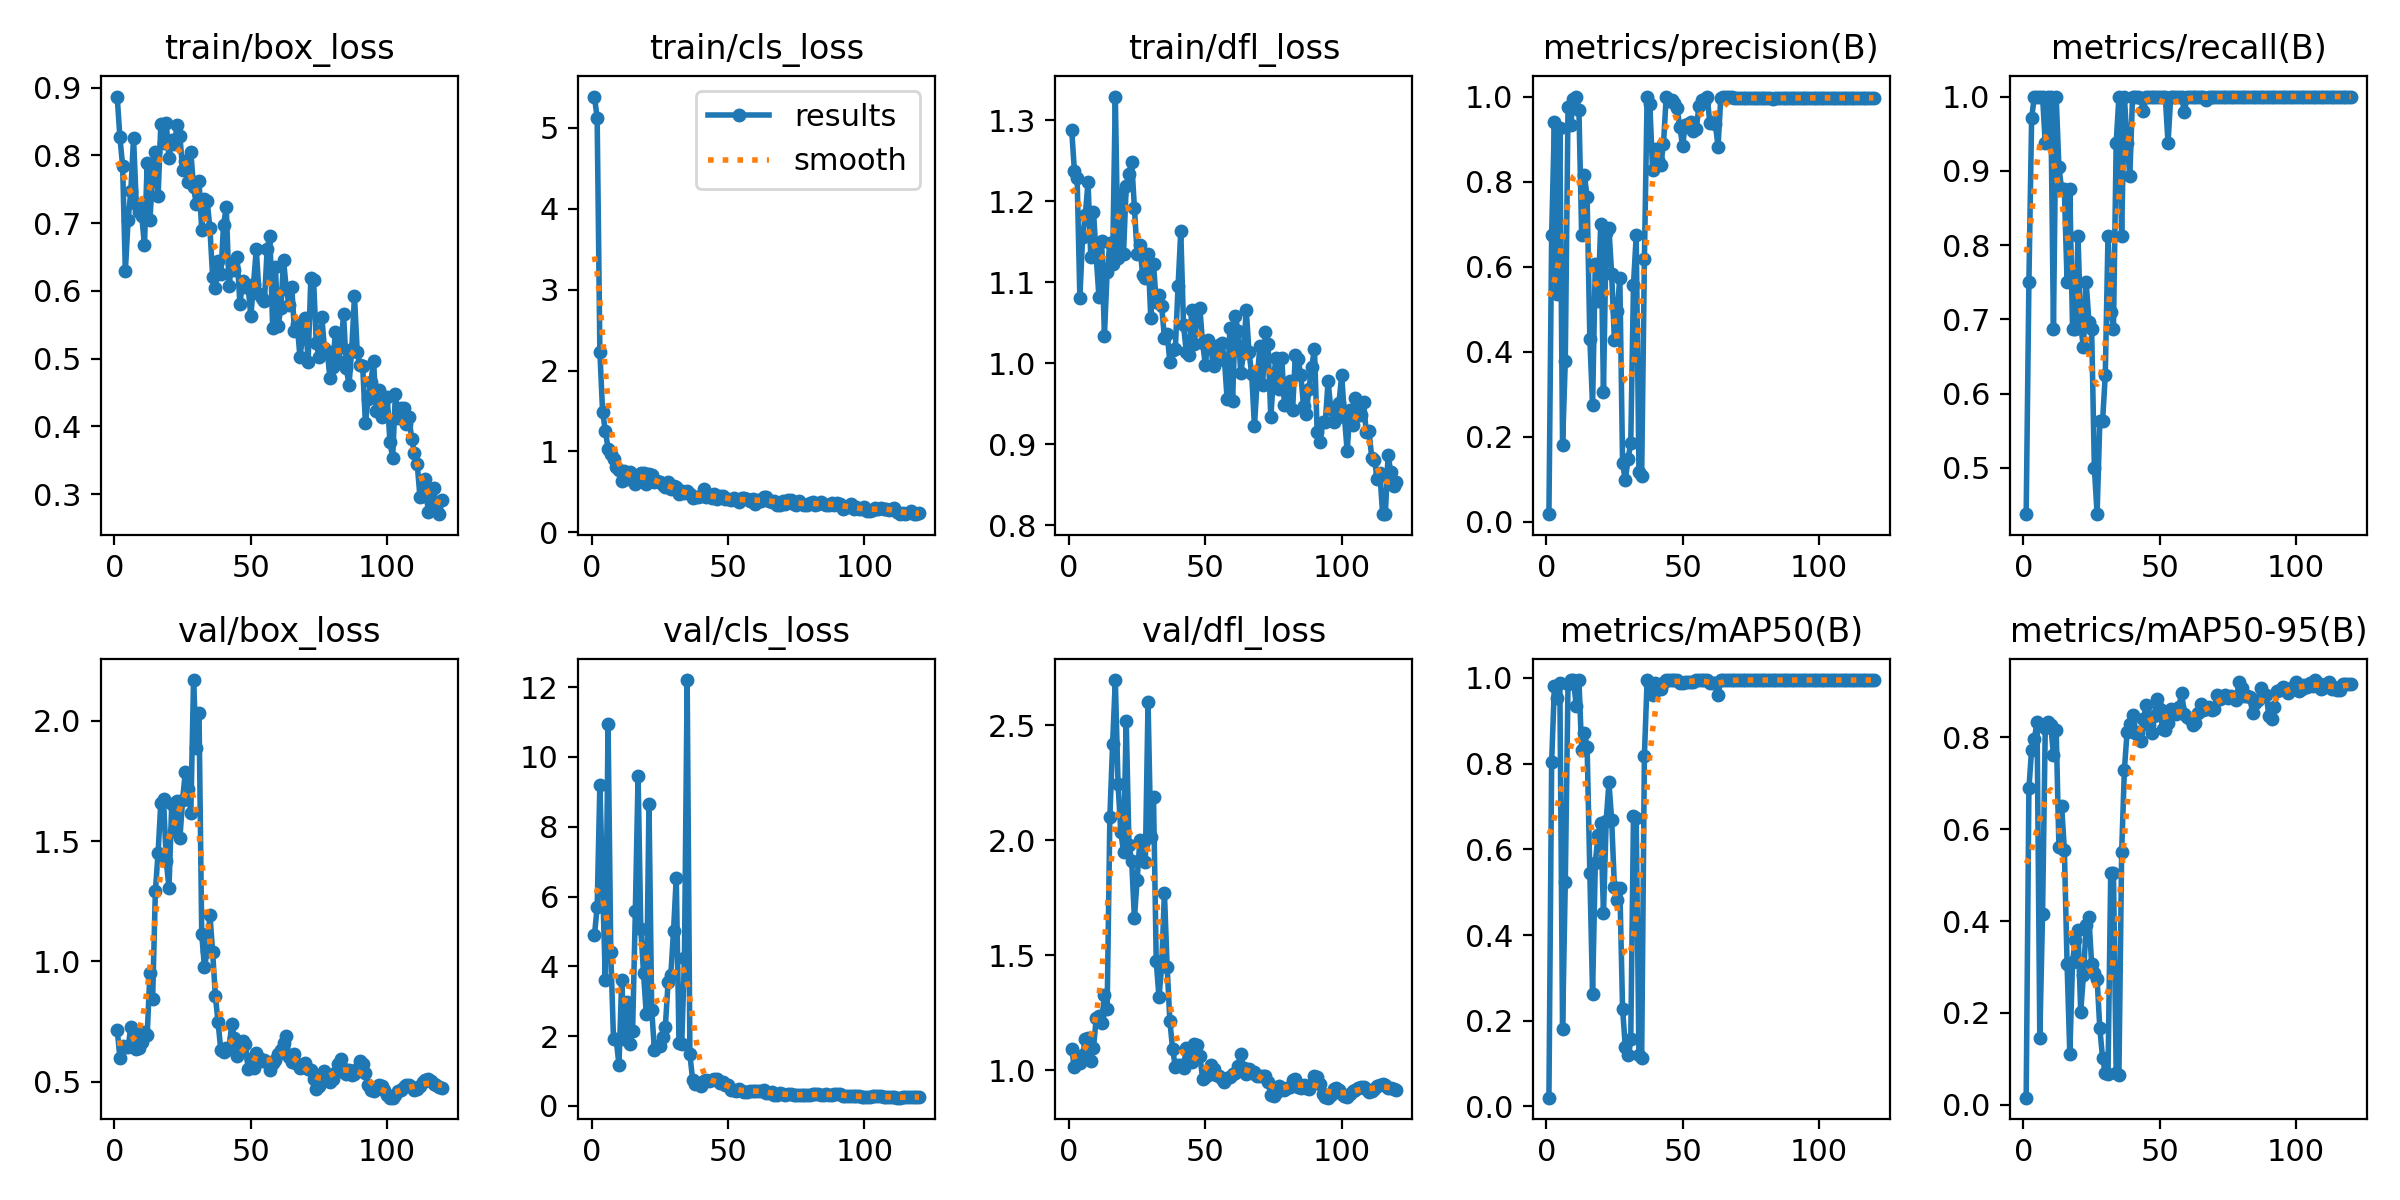 train/box_loss
train/cls_loss
train/dfl_loss
metrics/precision(B)
metrics/recall(B)
0.9
0.8
0.7
0.6
0.5
0.4
0.3
0 50 100
results
smooth
5
4
3
2
1
0
0 50 100
1.3
1.2
1.1
1.0
0.9
0.8
0 50 100
1.0
0.8
0.6
0.4
0.2
0.0
0 50 100
1.0
0.9
0.8
0.7
0.6
0.5
0 50 100
val/box_loss
val/cls_loss
val/dfl_loss
metrics/mAP50(B)
metrics/mAP50-95(B)
2.0
1.5
1.0
0.5
0 50 100
12
10
8
6
4
2
0
0 50 100
2.5
2.0
1.5
1.0
0 50 100
1.0
0.8
0.6
0.4
0.2
0.0
0 50 100
0.8
0.6
0.4
0.2
0.0
0 50 100